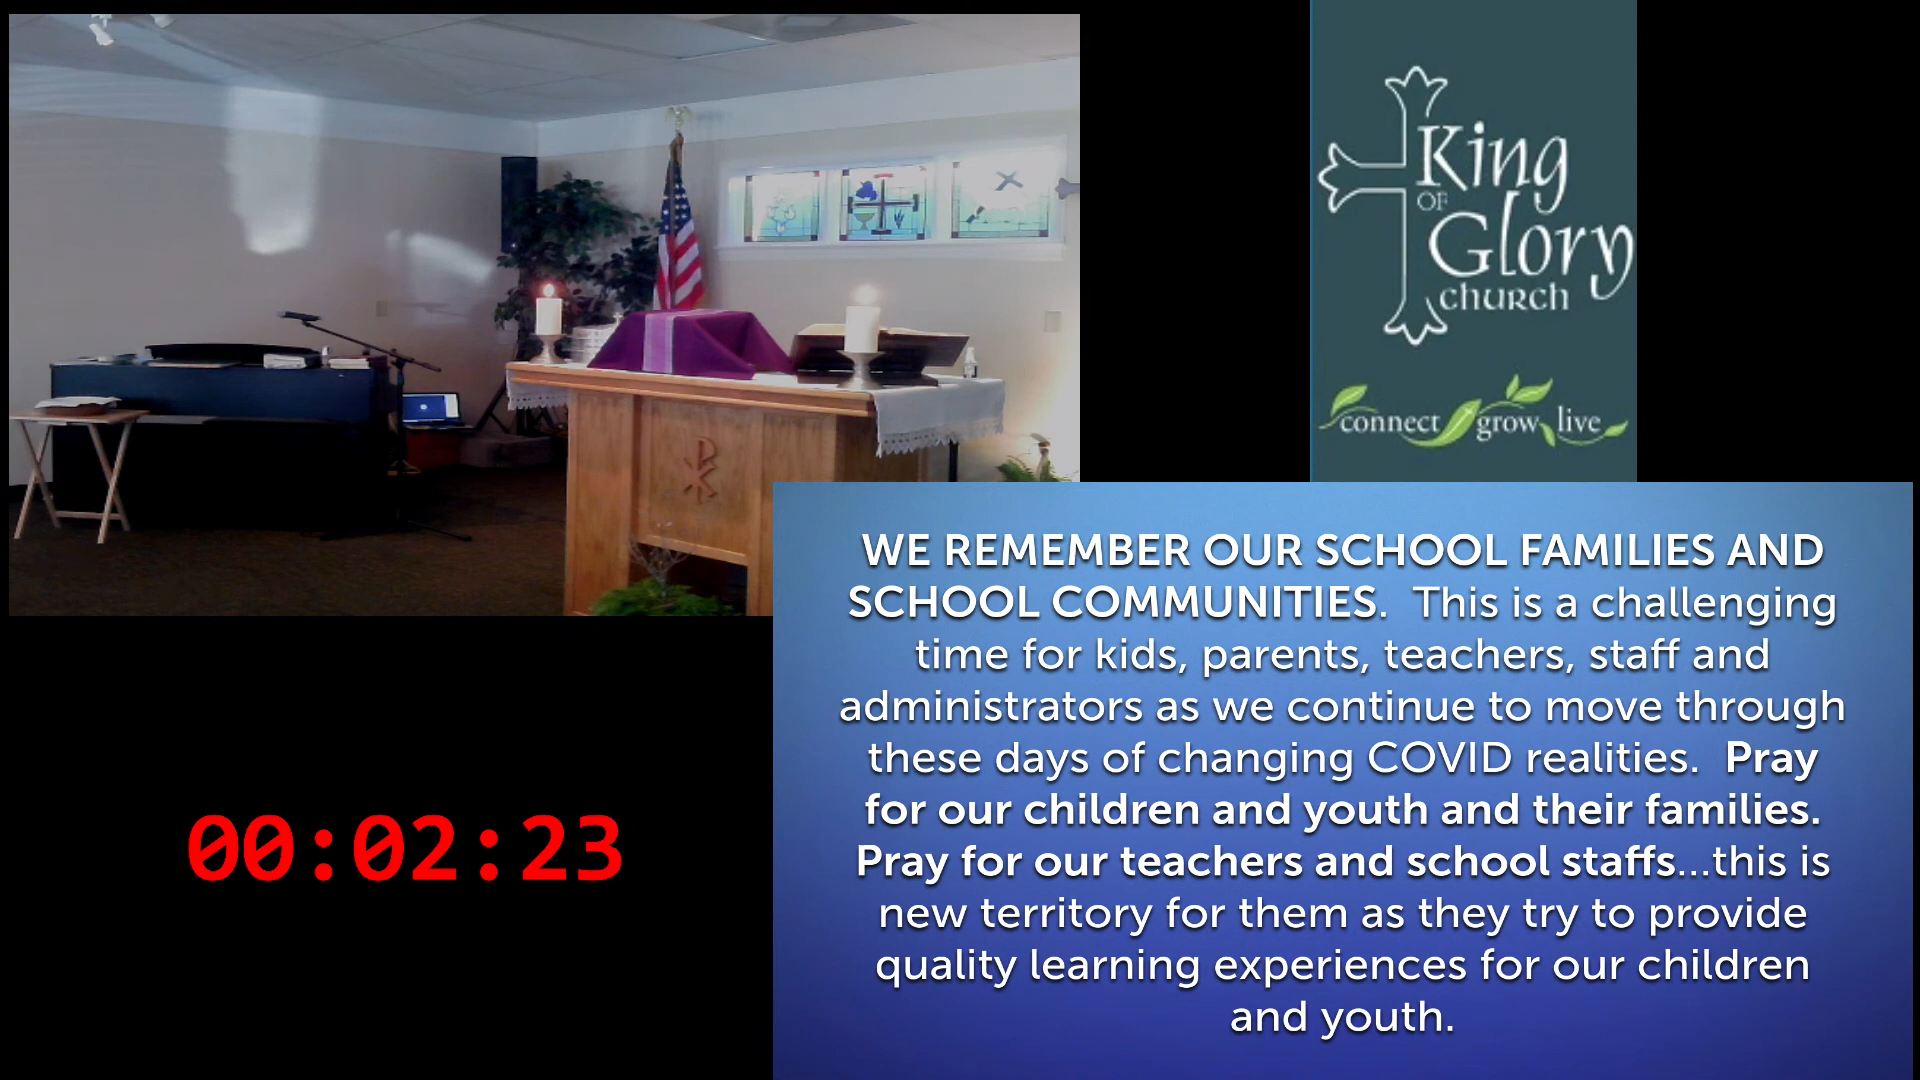 King
OF
Glory
church
connect grow live
WE REMEMBER OUR SCHOOL FAMILIES AND
SCHOOL COMMUNITIES.  This is a challenging
time for kids, parents, teachers, staff and
administrators as we continue to move through
these days of changing COVID realities.  Pray
for our children and youth and their families.
Pray for our teachers and school staffs...this is
new territory for them as they try to provide
quality learning experiences for our children
and youth.
00:02:23